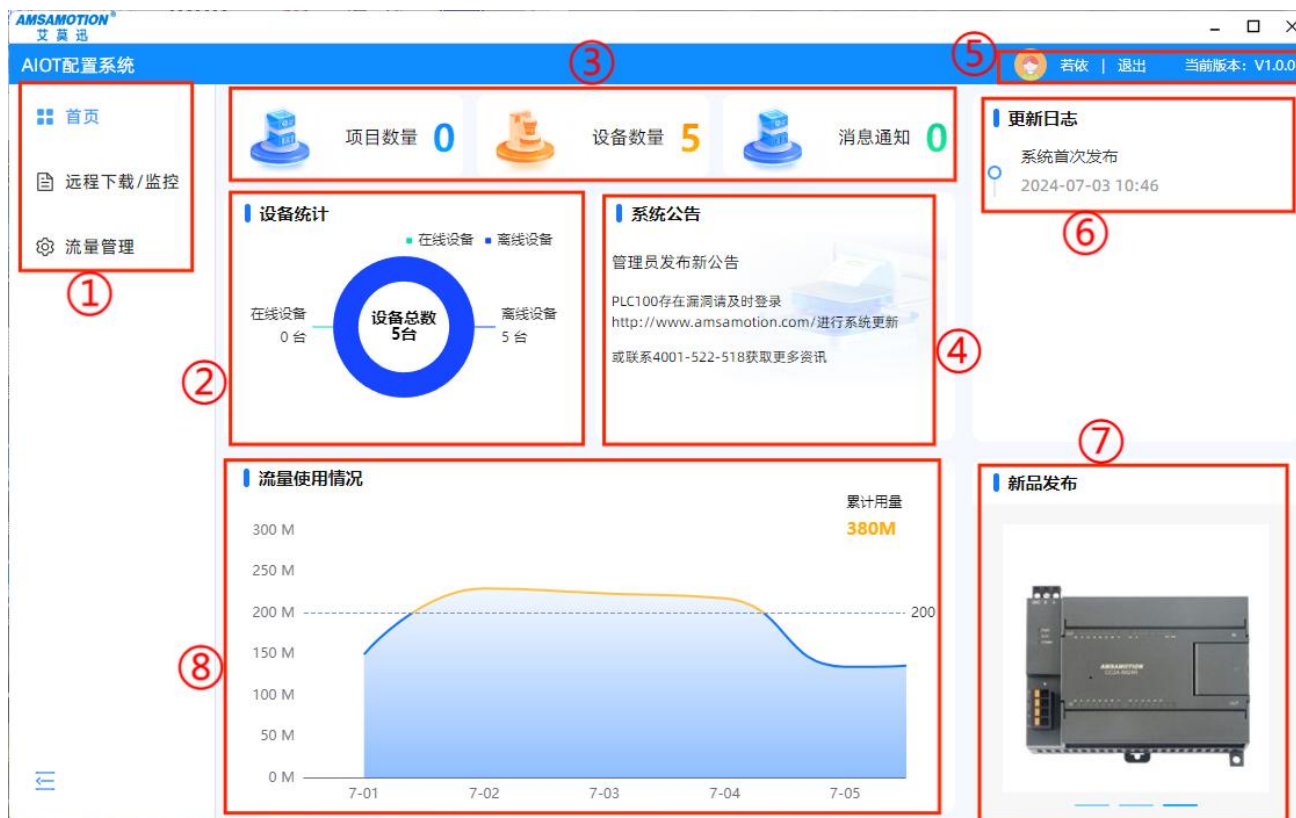 AMSAMOTION®
艾莫迅
AIOT配置系统
③
⑤
若依 | 退出 当前版本：V1.0.0
首页
远程下载/监控
流量管理
①
项目数量 0
设备数量 5
消息通知 0
更新日志
系统首次发布
2024-07-03 10:46
⑥
设备统计
在线设备 离线设备
在线设备
0 台
设备总数
5台
离线设备
5 台
②
系统公告
管理员发布新公告
PLC100存在漏洞请及时登录
http://www.amsamotion.com/进行系统更新
或联系4001-522-518获取更多资讯
④
⑦
流量使用情况
累计用量
380M
300 M
250 M
200 M
200
150 M
100 M
50 M
0 M
7-01 7-02 7-03 7-04 7-05
⑧
新品发布
AMSAMOTION